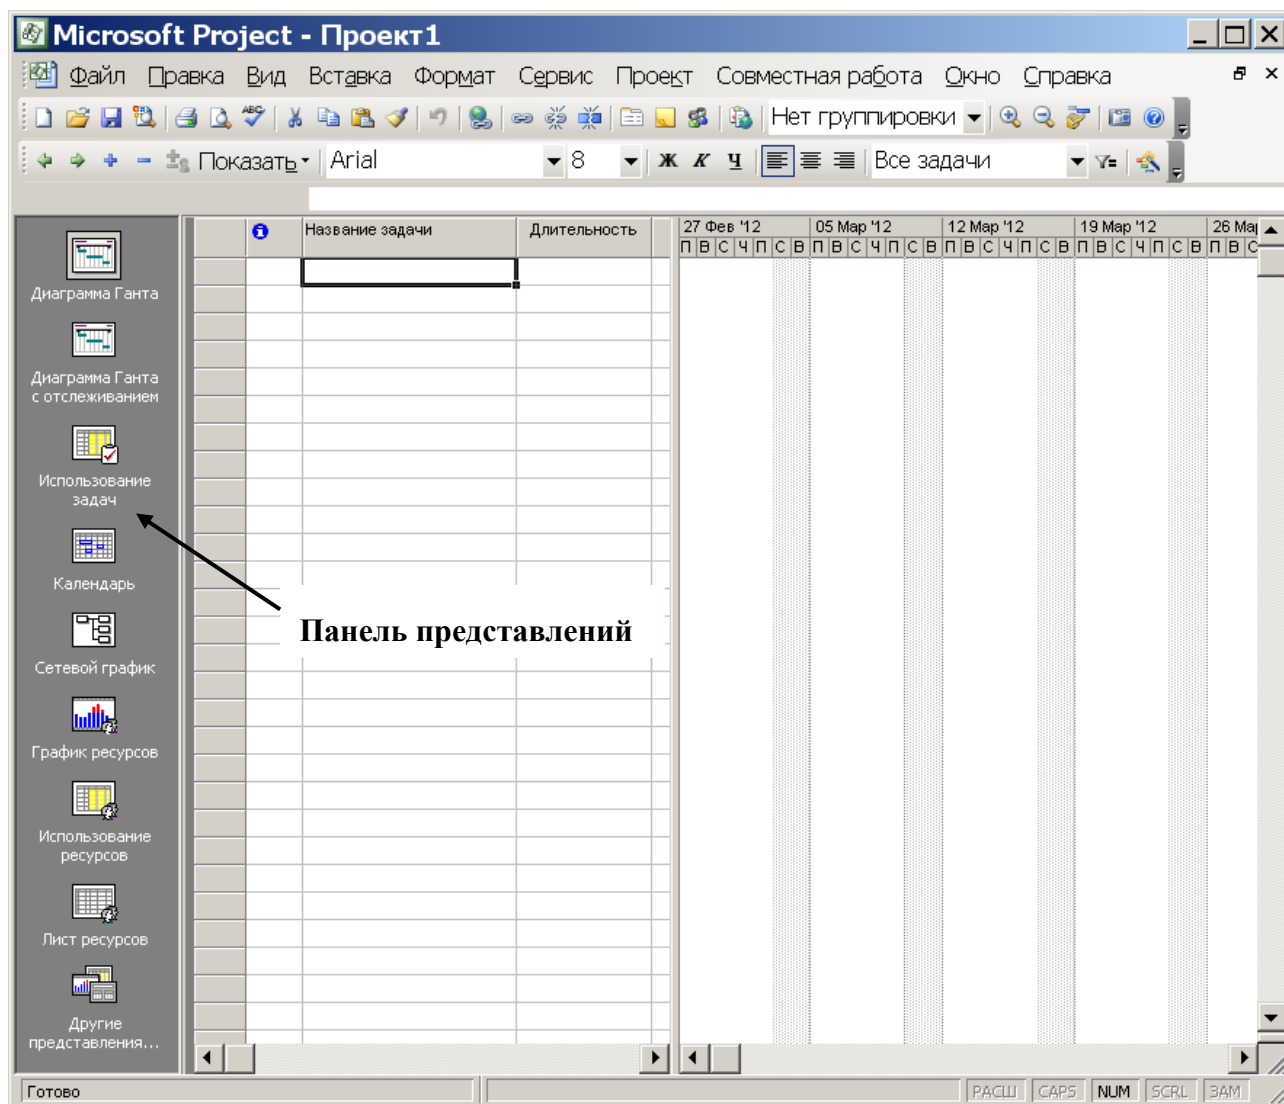 Microsoft Project - Проект1
Файл Правка Вид Вставка Формат Сервис Проект Совместная работа Окно Справка
ABC Нет группировки
Показать Arial 8 Ж К Ч Все задачи
Название задачи Длительность 27 Фев '12 05 Мар '12 12 Мар '12 19 Мар '12 26 Мар
П В С Ч П С В П В С Ч П С В П В С Ч П С В П В С Ч П С В П В С
Диаграмма Ганта
Диаграмма Ганта
с отслеживанием
Использование
задач
Календарь
Панель представлений
Сетевой график
График ресурсов
Использование
ресурсов
Лист ресурсов
Другие
представления...
Готово РАСШ CAPS NUM SCRL ЗАМ